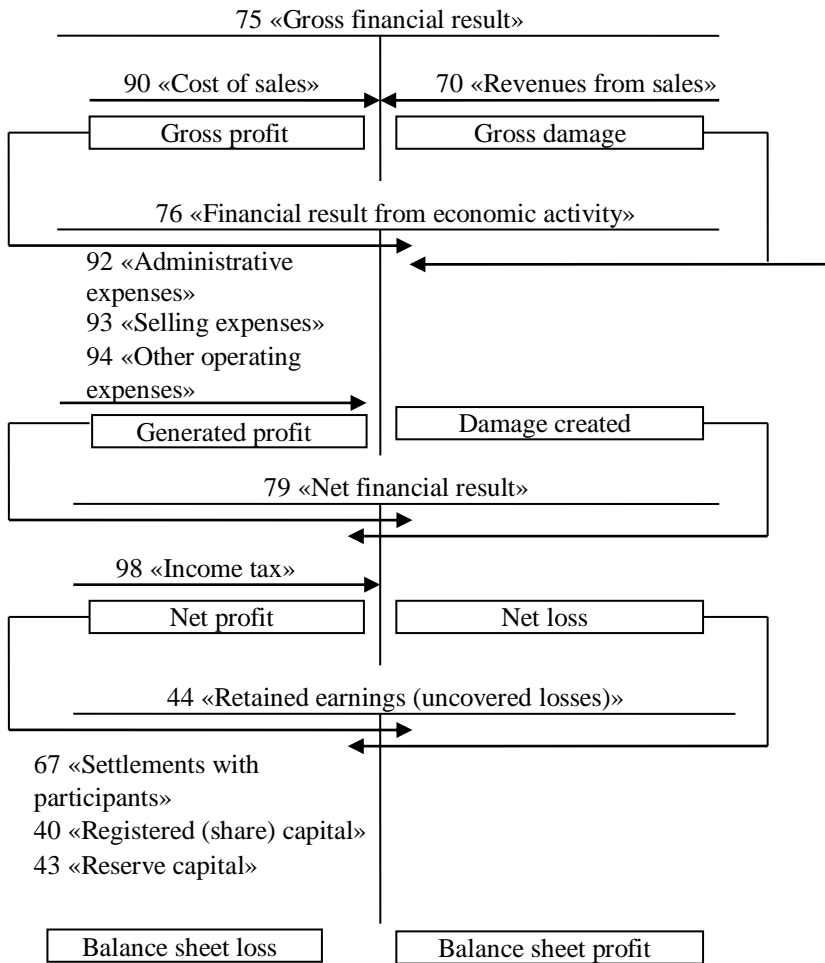 75 «Gross financial result»
90 «Cost of sales»
70 «Revenues from sales»
Gross profit
Gross damage
76 «Financial result from economic activity»
92 «Administrative
expenses»
93 «Selling expenses»
94 «Other operating
expenses»
Generated profit
Damage created
79 «Net financial result»
98 «Income tax»
Net profit
Net loss
44 «Retained earnings (uncovered losses)»
67 «Settlements with
participants»
40 «Registered (share) capital»
43 «Reserve capital»
Balance sheet loss
Balance sheet profit